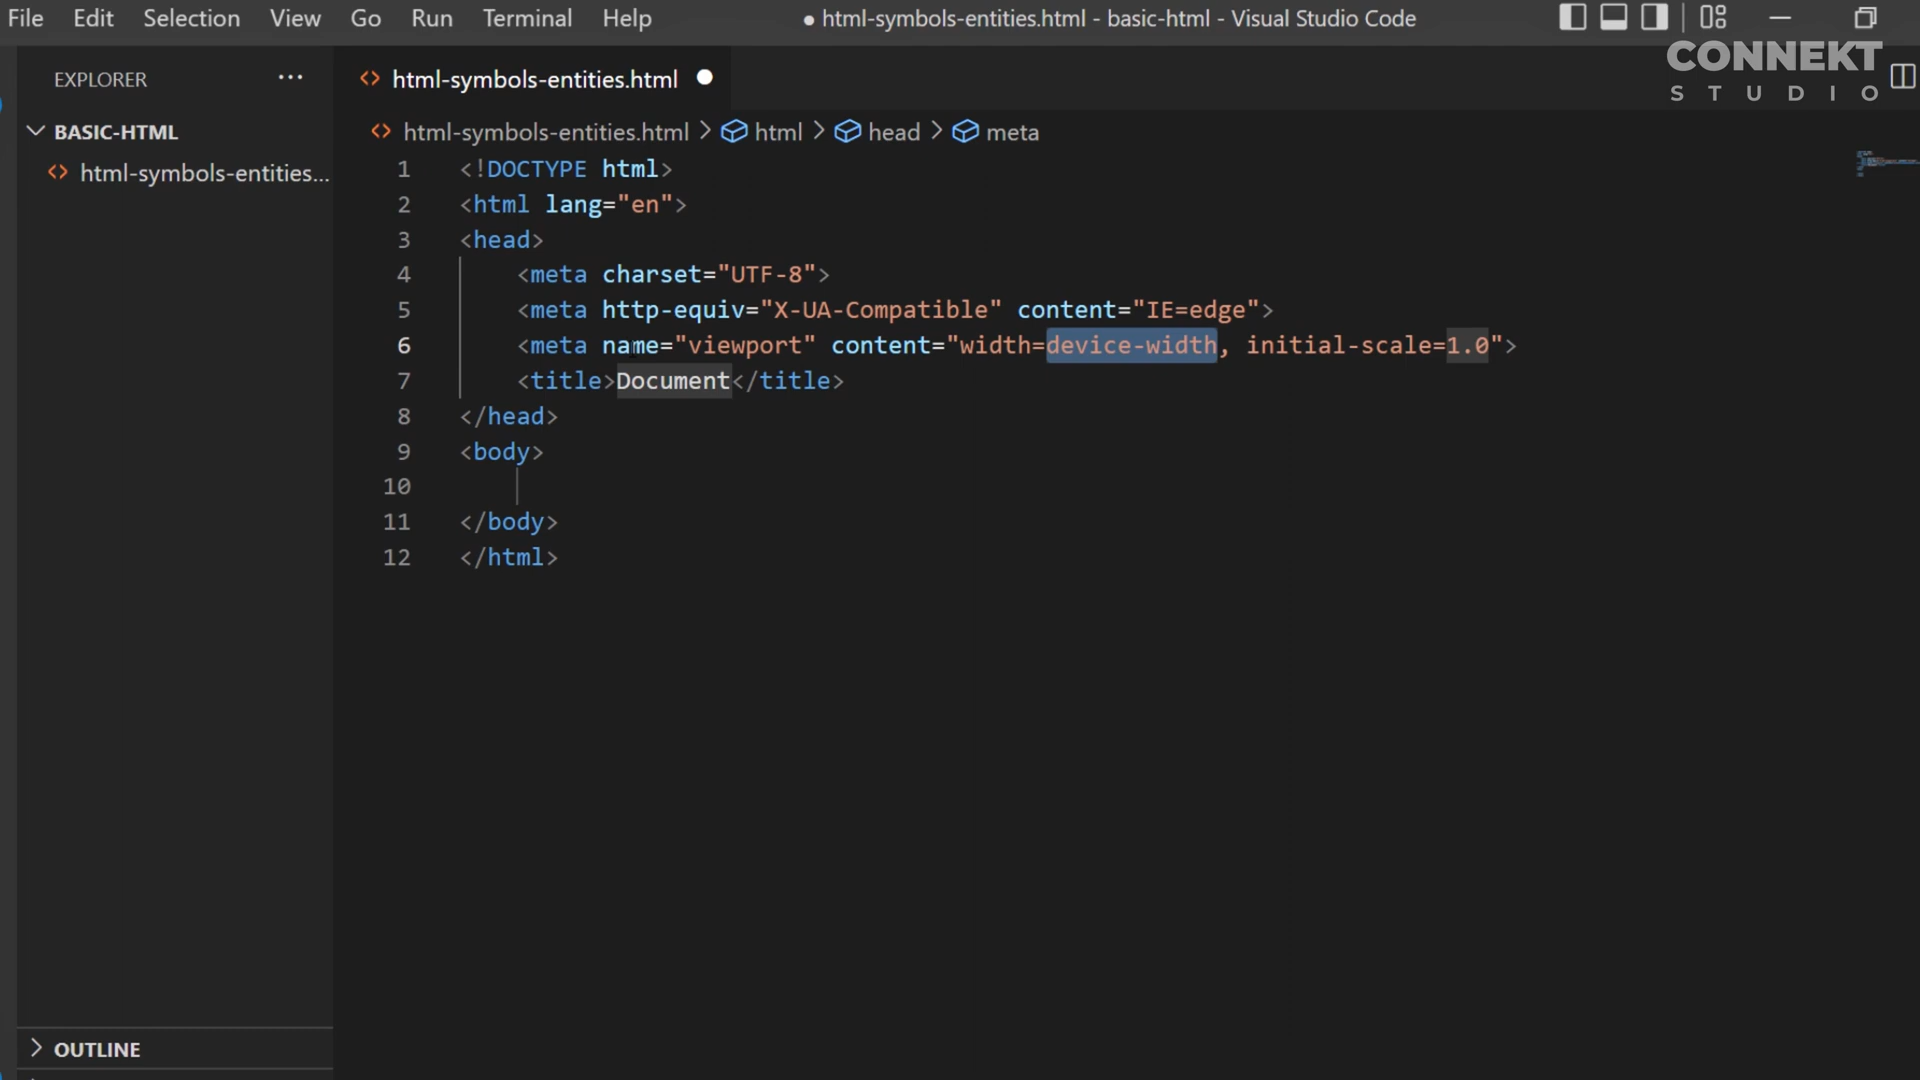 File Edit Selection View Go Run Terminal Help
● html-symbols-entities.html - basic-html - Visual Studio Code
CONNEKT
STUDIO
EXPLORER ...
html-symbols-entities.html
BASIC-HTML
html-symbols-entities...
html-symbols-entities.html > html > head > meta
1 <!DOCTYPE html>
2 <html lang="en">
3 <head>
4 <meta charset="UTF-8">
5 <meta http-equiv="X-UA-Compatible" content="IE=edge">
6 <meta name="viewport" content="width=device-width, initial-scale=1.0">
7 <title>Document</title>
8 </head>
9 <body>
10
11 </body>
12 </html>
OUTLINE